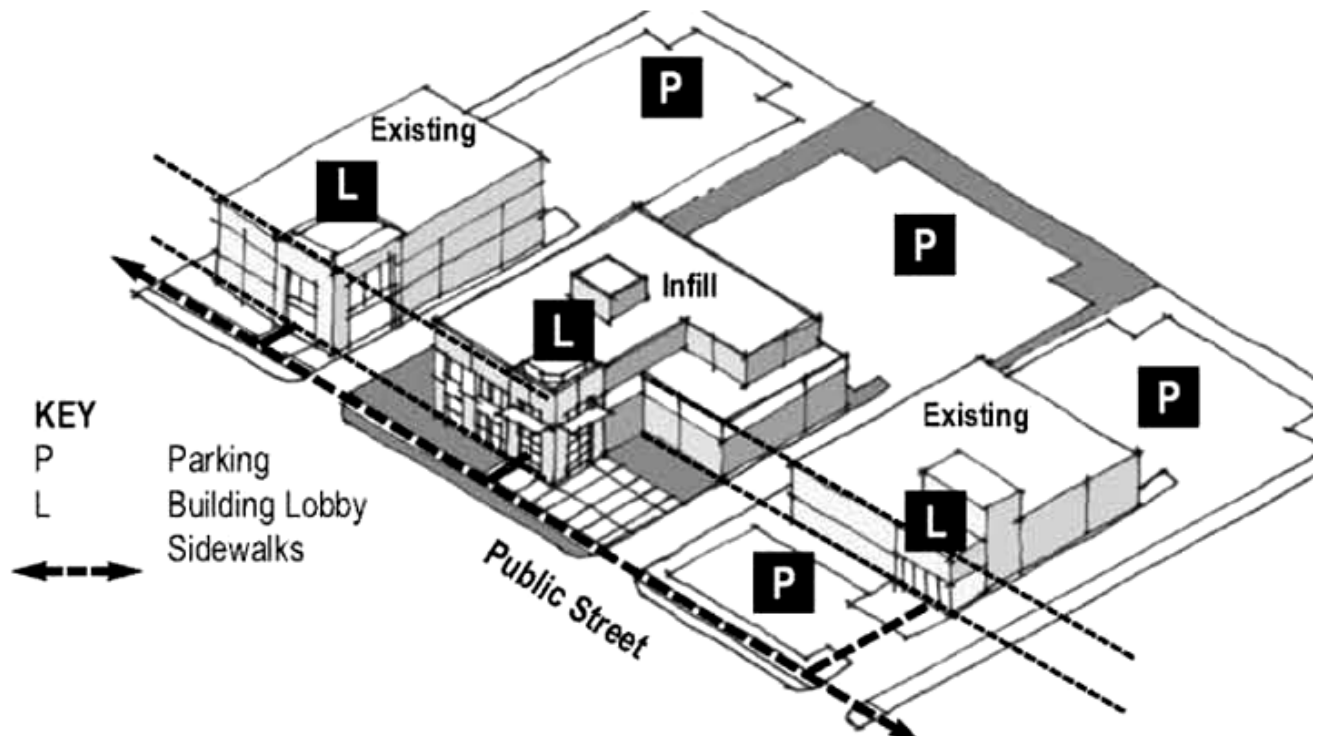 P
Existing
L
P
Infill
L
P
Existing
L
P
Public Street
KEY
P Parking
L Building Lobby
Sidewalks